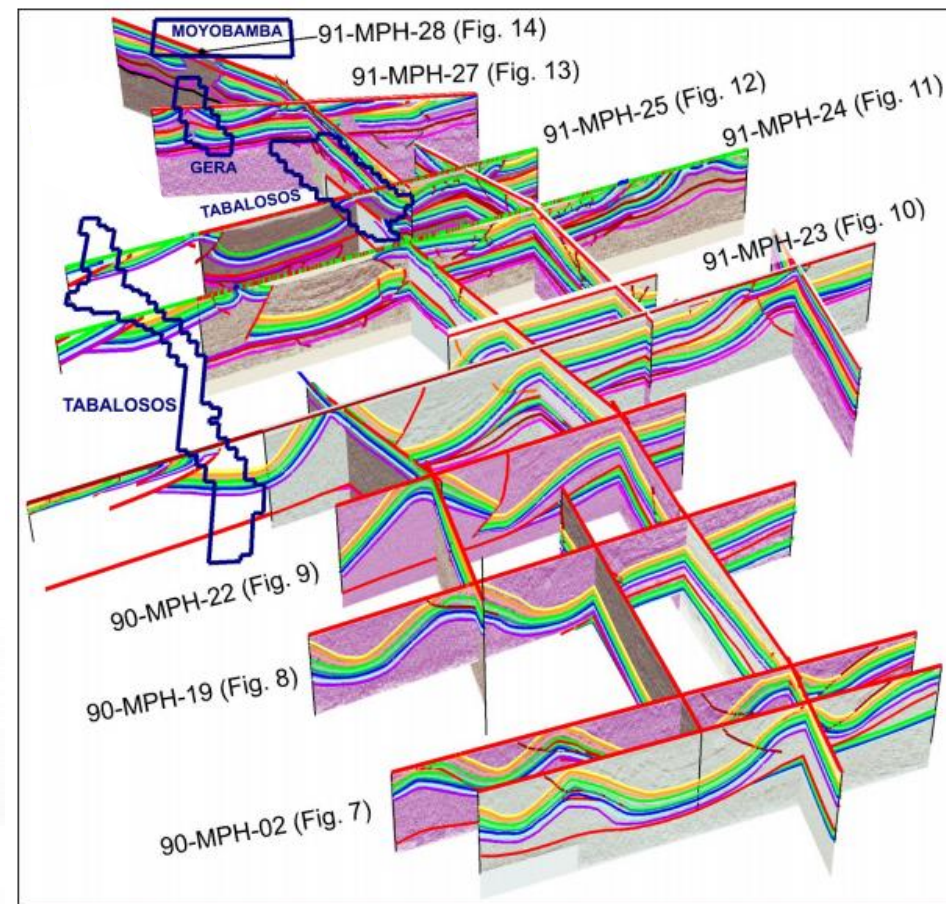 MOYOBAMBA
91-MPH-28 (Fig. 14)
91-MPH-27 (Fig. 13)
91-MPH-25 (Fig. 12)
91-MPH-24 (Fig. 11)
GERA
TABALOSOS
91-MPH-23 (Fig. 10)
TABALOSOS
90-MPH-22 (Fig. 9)
90-MPH-19 (Fig. 8)
90-MPH-02 (Fig. 7)